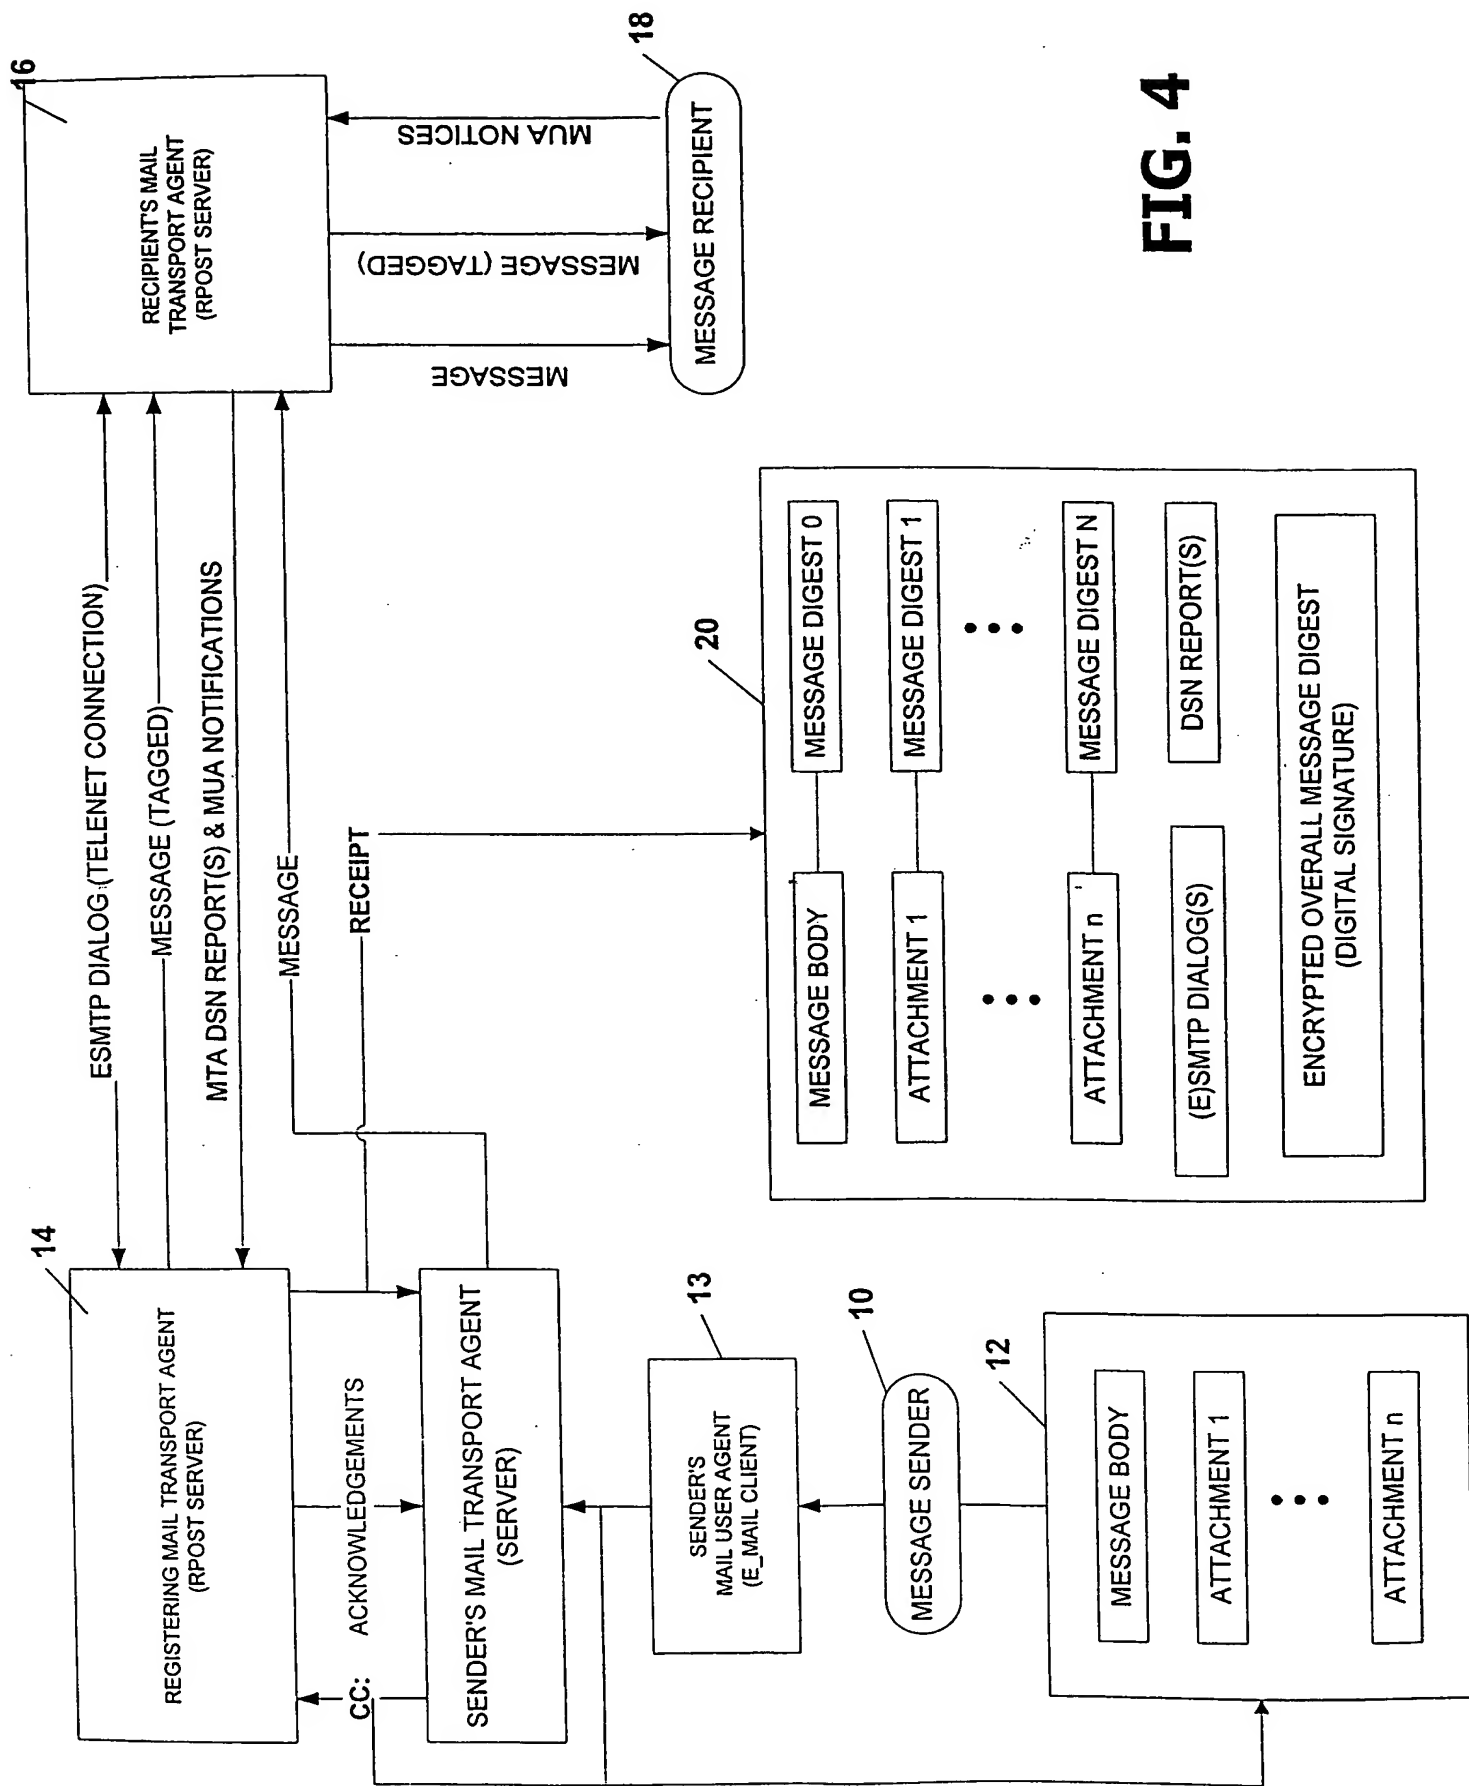 14
REGISTERING MAIL TRANSPORT AGENT
(RPOST SERVER)
ESMTP DIALOG (TELENET CONNECTION)
MESSAGE (TAGGED)
MTA DSN REPORT(S) & MUA NOTIFICATIONS
MESSAGE
RECEIPT
16
RECIPIENT'S MAIL
TRANSPORT AGENT
(RPOST SERVER)
CC:
ACKNOWLEDGEMENTS
SENDER'S MAIL TRANSPORT AGENT
(SERVER)
MESSAGE
MESSAGE (TAGGED)
MUA NOTICES
18
MESSAGE RECIPIENT
13
SENDER'S
MAIL USER AGENT
(E_MAIL CLIENT)
10
MESSAGE SENDER
12
MESSAGE BODY
ATTACHMENT 1
ATTACHMENT n
20
MESSAGE BODY
MESSAGE DIGEST 0
ATTACHMENT 1
MESSAGE DIGEST 1
ATTACHMENT n
MESSAGE DIGEST N
(E)SMTP DIALOG(S)
DSN REPORT(S)
ENCRYPTED OVERALL MESSAGE DIGEST
(DIGITAL SIGNATURE)
FIG. 4